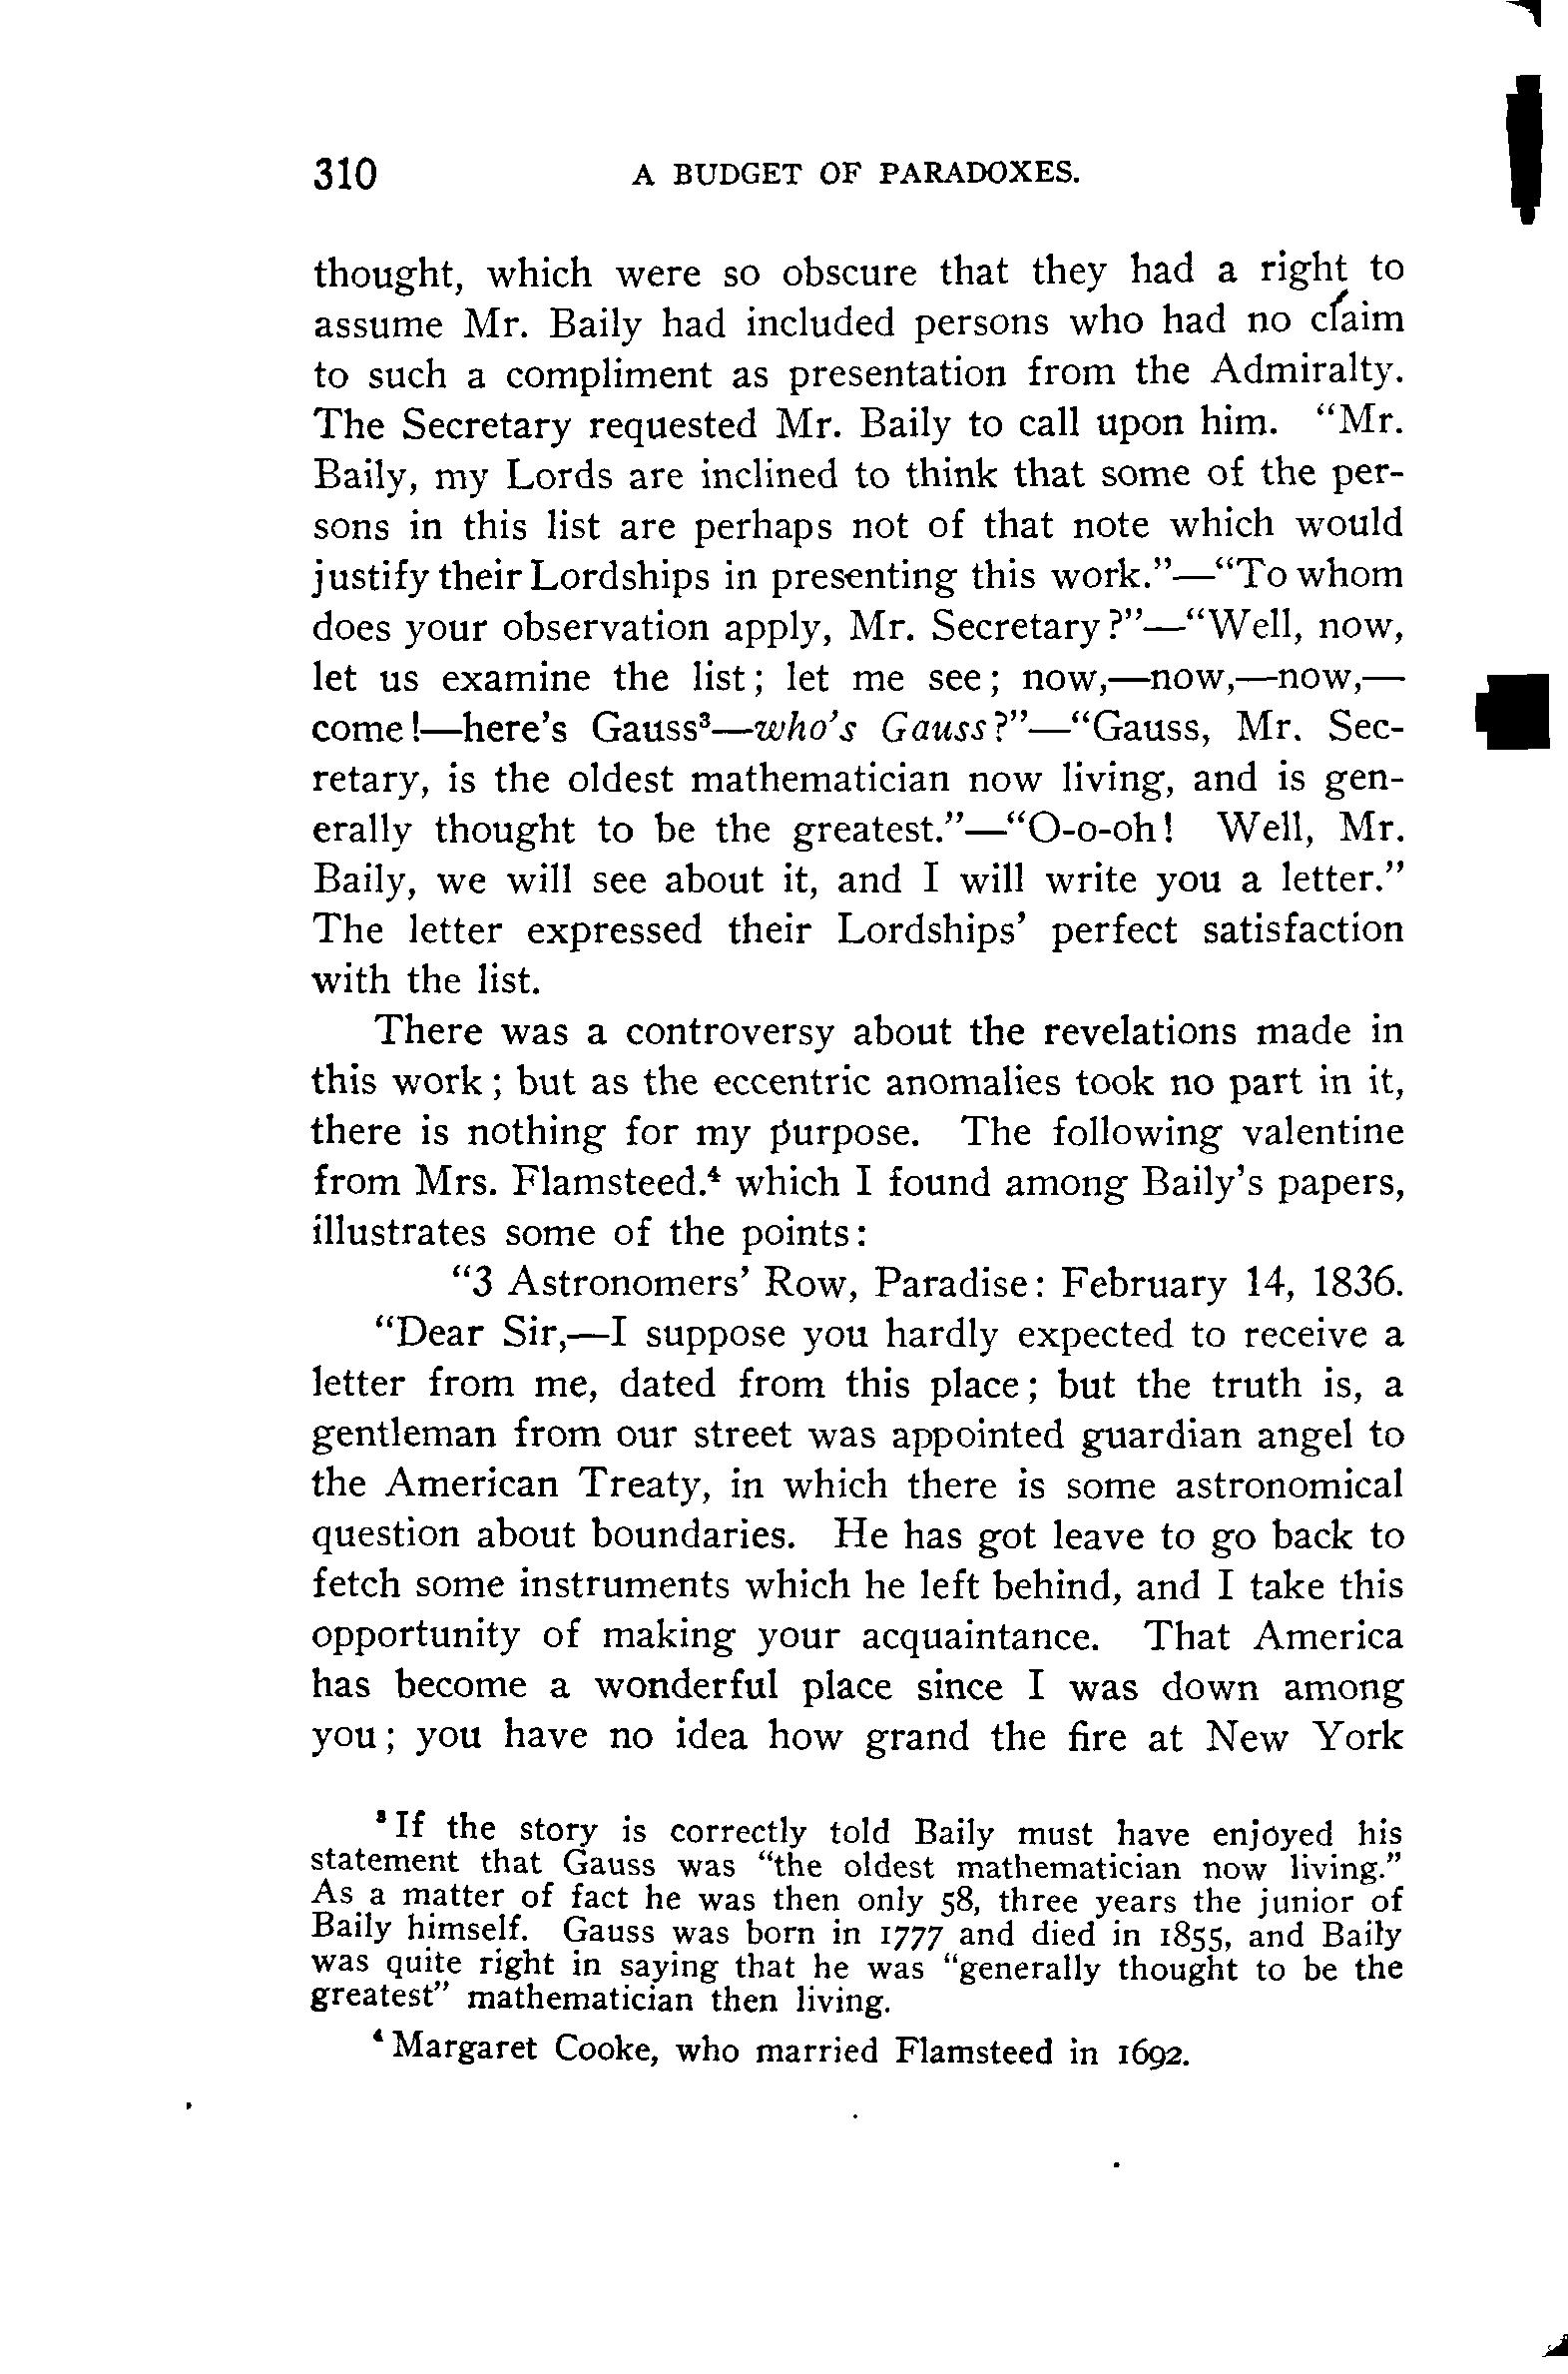 310 A BUDGET OF PARADOXES.
thought, which were so obscure that they had a right to
assume Mr. Baily had included persons who had no claim
to such a compliment as presentation from the Admiralty.
The Secretary requested Mr. Baily to call upon him. “Mr.
Baily, my Lords are inclined to think that some of the per-
sons in this list are perhaps not of that note which would
justify their Lordships in presenting this work.”—“To whom
does your observation apply, Mr. Secretary?”—“Well, now,
let us examine the list; let me see; now,—now,—now,—
come!—here’s Gauss³—who’s Gauss?”—“Gauss, Mr. Sec-
retary, is the oldest mathematician now living, and is gen-
erally thought to be the greatest.”—“O-o-oh! Well, Mr.
Baily, we will see about it, and I will write you a letter.”
The letter expressed their Lordships’ perfect satisfaction
with the list.
There was a controversy about the revelations made in
this work; but as the eccentric anomalies took no part in it,
there is nothing for my purpose. The following valentine
from Mrs. Flamsteed.⁴ which I found among Baily’s papers,
illustrates some of the points:
“3 Astronomers’ Row, Paradise: February 14, 1836.
“Dear Sir,—I suppose you hardly expected to receive a
letter from me, dated from this place; but the truth is, a
gentleman from our street was appointed guardian angel to
the American Treaty, in which there is some astronomical
question about boundaries. He has got leave to go back to
fetch some instruments which he left behind, and I take this
opportunity of making your acquaintance. That America
has become a wonderful place since I was down among
you; you have no idea how grand the fire at New York
³ If the story is correctly told Baily must have enjoyed his
statement that Gauss was “the oldest mathematician now living.”
As a matter of fact he was then only 58, three years the junior of
Baily himself. Gauss was born in 1777 and died in 1855, and Baily
was quite right in saying that he was “generally thought to be the
greatest” mathematician then living.
⁴ Margaret Cooke, who married Flamsteed in 1692.